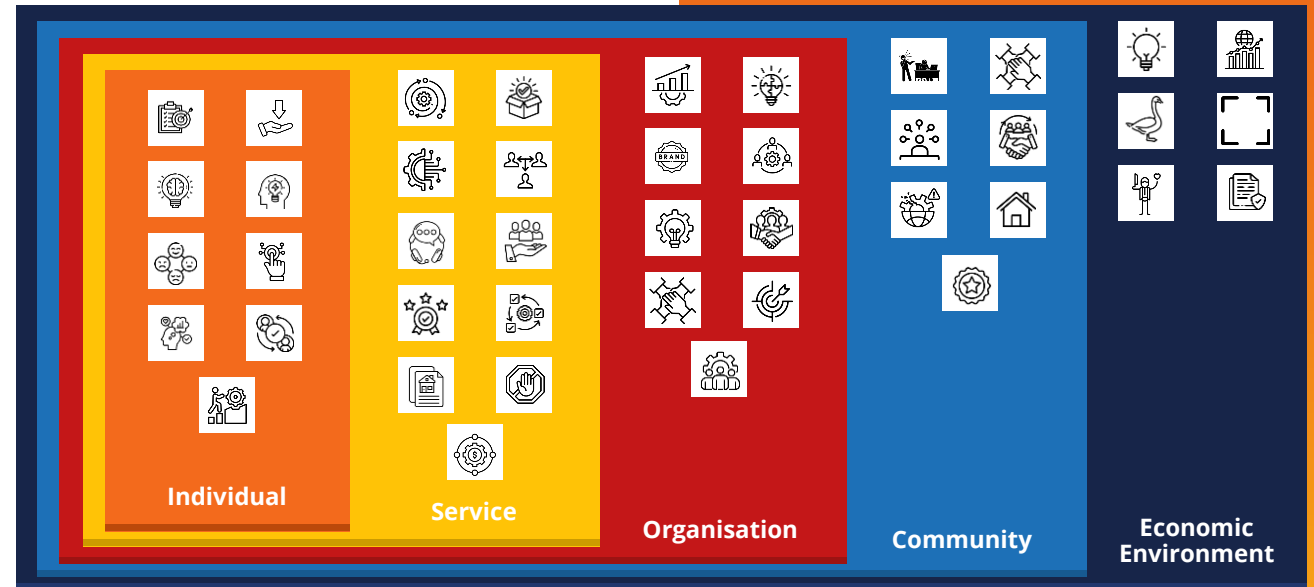 BRAND
Individual
Service
Organisation
Community
Economic
Environment